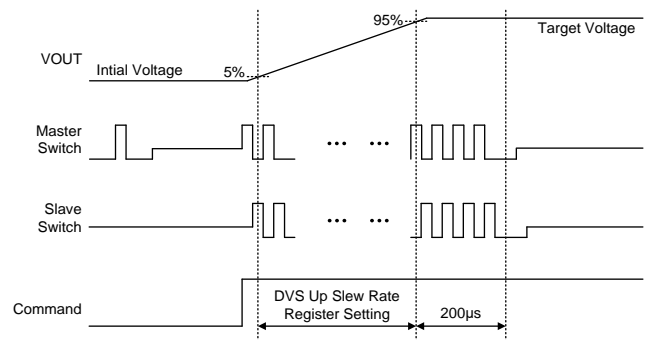 95%
Target Voltage
VOUT
Intial Voltage
5%
Master
Switch
... ...
Slave
Switch
... ...
Command
DVS Up Slew Rate
Register Setting
200µs